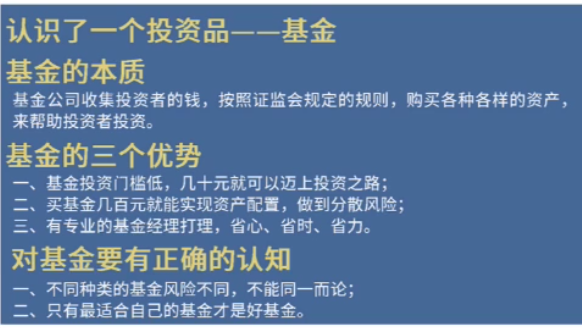 认识了一个投资品——基金
基金的本质
基金公司收集投资者的钱，按照证监会规定的规则，购买各种各样的资产，
来帮助投资者投资。
基金的三个优势
一、基金投资门槛低，几十元就可以迈上投资之路；
二、买基金几百元就能实现资产配置，做到分散风险；
三、有专业的基金经理打理，省心、省时、省力。
对基金要有正确的认知
一、不同种类的基金风险不同，不能同一而论；
二、只有最适合自己的基金才是好基金。